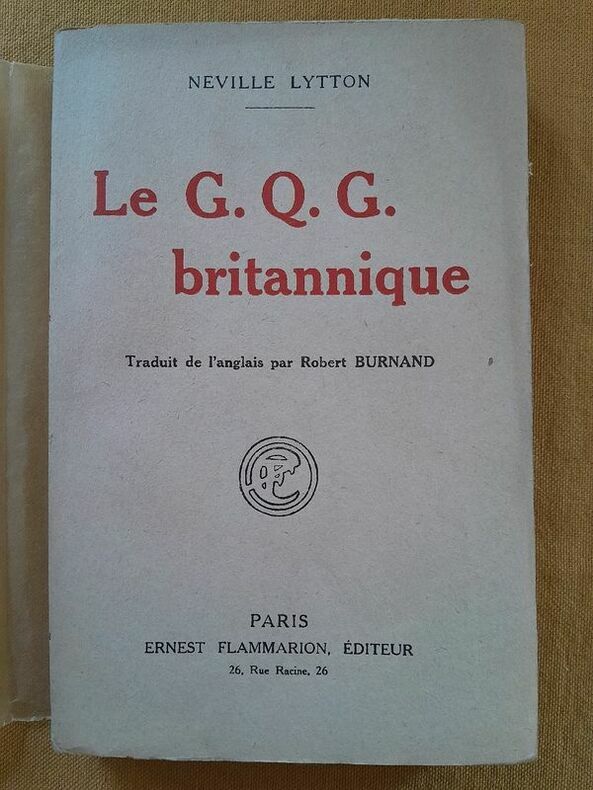 NEVILLE LYTTON
Le G. Q. G.
britannique
Traduit de l'anglais par Robert BURNAND
PARIS
ERNEST FLAMMARION, ÉDITEUR
26, Rue Racine, 26